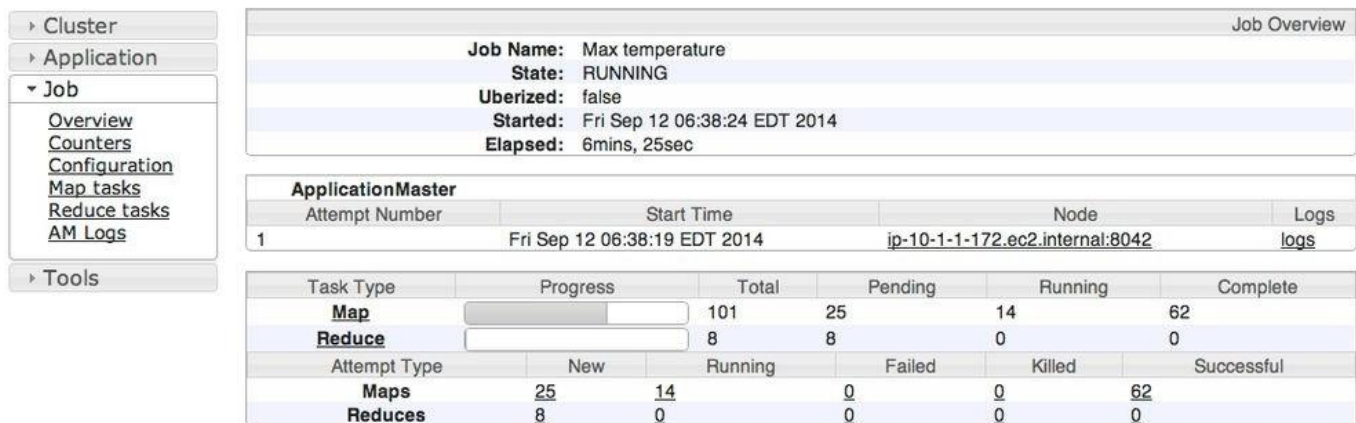 Cluster
Application
Job
Overview
Counters
Configuration
Map tasks
Reduce tasks
AM Logs
Tools
Job Overview
Job Name: Max temperature
State: RUNNING
Uberized: false
Started: Fri Sep 12 06:38:24 EDT 2014
Elapsed: 6mins, 25sec
ApplicationMaster
Attempt Number Start Time Node Logs
1 Fri Sep 12 06:38:19 EDT 2014 ip-10-1-1-172.ec2.internal:8042 logs
Task Type Progress Total Pending Running Complete
Map 101 25 14 62
Reduce 8 8 0 0
Attempt Type New Running Failed Killed Successful
Maps 25 14 0 0 62
Reduces 8 0 0 0 0